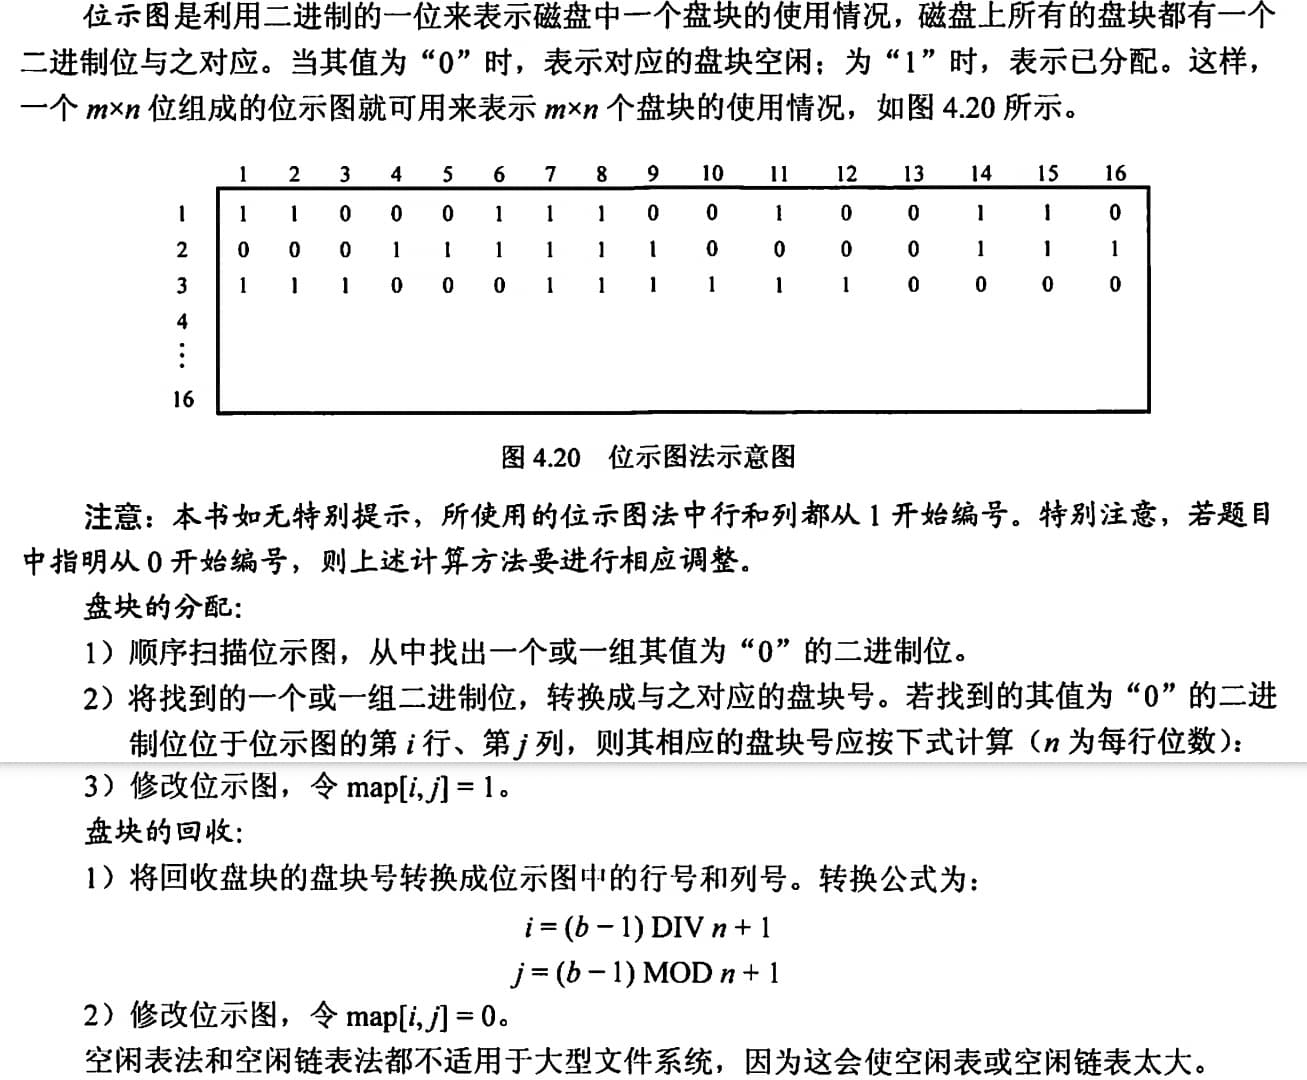 位示图是利用二进制的一位来表示磁盘中一个盘块的使用情况，磁盘上所有的盘块都有一个
二进制位与之对应。当其值为“0”时，表示对应的盘块空闲；为“1”时，表示已分配。这样，
一个 m×n 位组成的位示图就可用来表示 m×n 个盘块的使用情况，如图 4.20 所示。
1 2 3 4 5 6 7 8 9 10 11 12 13 14 15 16
1 1 1 0 0 0 1 1 1 0 0 1 0 0 1 1 0
2 0 0 0 1 1 1 1 1 1 0 0 0 0 1 1 1
3 1 1 1 0 0 0 1 1 1 1 1 1 0 0 0 0
4
⋮
16
图 4.20 位示图法示意图
注意：本书如无特别提示，所使用的位示图法中行和列都从 1 开始编号。特别注意，若题目
中指明从 0 开始编号，则上述计算方法要进行相应调整。
盘块的分配：
1）顺序扫描位示图，从中找出一个或一组其值为“0”的二进制位。
2）将找到的一个或一组二进制位，转换成与之对应的盘块号。若找到的其值为“0”的二进
制位位于位示图的第 i 行、第 j 列，则其相应的盘块号应按下式计算（n 为每行位数）：
3）修改位示图，令 map[i, j] = 1。
盘块的回收：
1）将回收盘块的盘块号转换成位示图中的行号和列号。转换公式为：
i = (b − 1) DIV n + 1
j = (b − 1) MOD n + 1
2）修改位示图，令 map[i, j] = 0。
空闲表法和空闲链表法都不适用于大型文件系统，因为这会使空闲表或空闲链表太大。